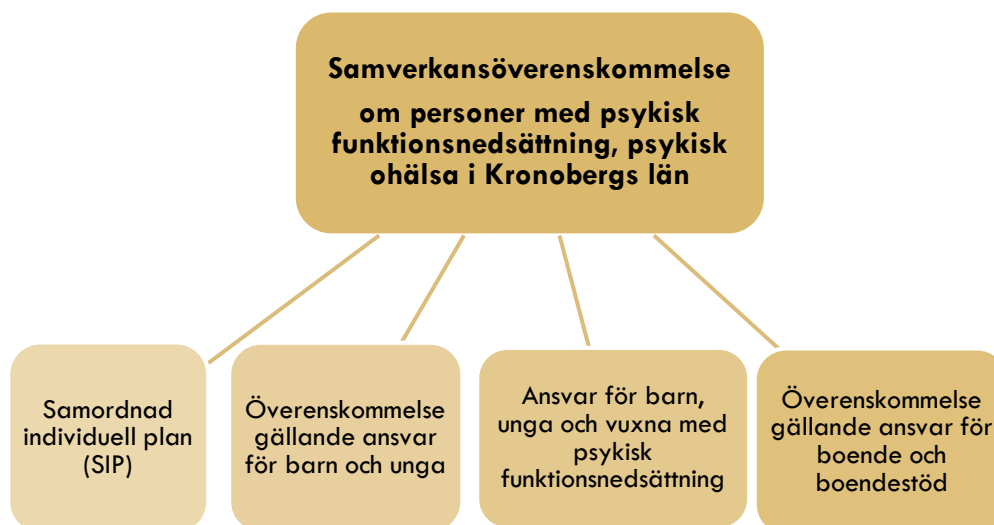 Samverkansöverenskommelse
om personer med psykisk
funktionsnedsättning, psykisk
ohälsa i Kronobergs län
Samordnad
individuell plan
(SIP)
Överenskommelse
gällande ansvar
för barn och unga
Ansvar för barn,
unga och vuxna med
psykisk
funktionsnedsättning
Överenskommelse
gällande ansvar för
boende och
boendestöd